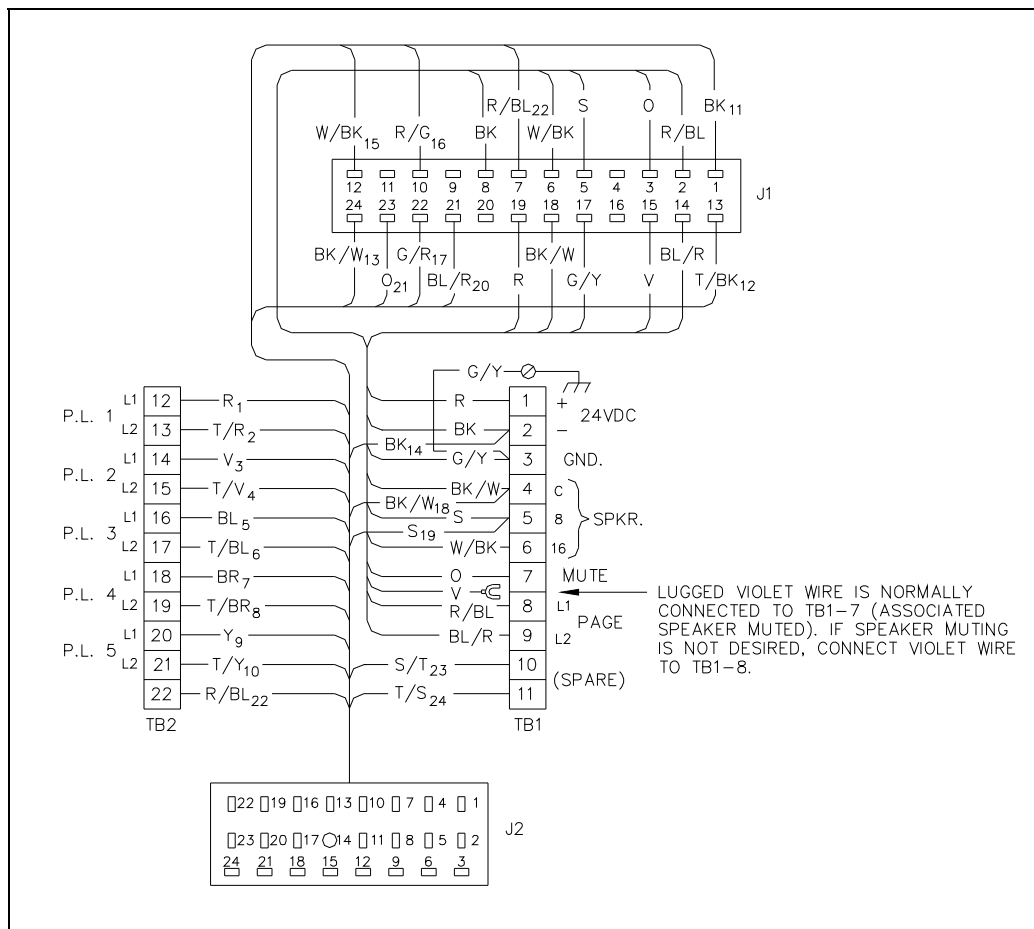 R/BL22 S O BK11
W/BK15 R/G16 BK W/BK R/BL
12 11 10 9 8 7 6 5 4 3 2 1
J1
24 23 22 21 20 19 18 17 16 15 14 13
BK/W13 G/R17 BK/W BL/R
O21 BL/R20 R G/Y V T/BK12
G/Y
P.L. 1 L1 12 R1
L2 13 T/R2
P.L. 2 L1 14 V3
L2 15 T/V4
P.L. 3 L1 16 BL5
L2 17 T/BL6
P.L. 4 L1 18 BR7
L2 19 T/BR8
P.L. 5 L1 20 Y9
L2 21 T/Y10
22 R/BL22
TB2
R 1 +
24VDC
BK 2 −
BK14
G/Y 3 GND.
BK/W 4 C
BK/W18
S 5 8 SPKR.
S19
W/BK 6 16
O 7 MUTE
V
R/BL 8 L1
PAGE
BL/R 9 L2
S/T23 10
(SPARE)
T/S24 11
TB1
LUGGED VIOLET WIRE IS NORMALLY
CONNECTED TO TB1-7 (ASSOCIATED
SPEAKER MUTED). IF SPEAKER MUTING
IS NOT DESIRED, CONNECT VIOLET WIRE
TO TB1-8.
22 19 16 13 10 7 4 1
J2
23 20 17 14 11 8 5 2
24 21 18 15 12 9 6 3